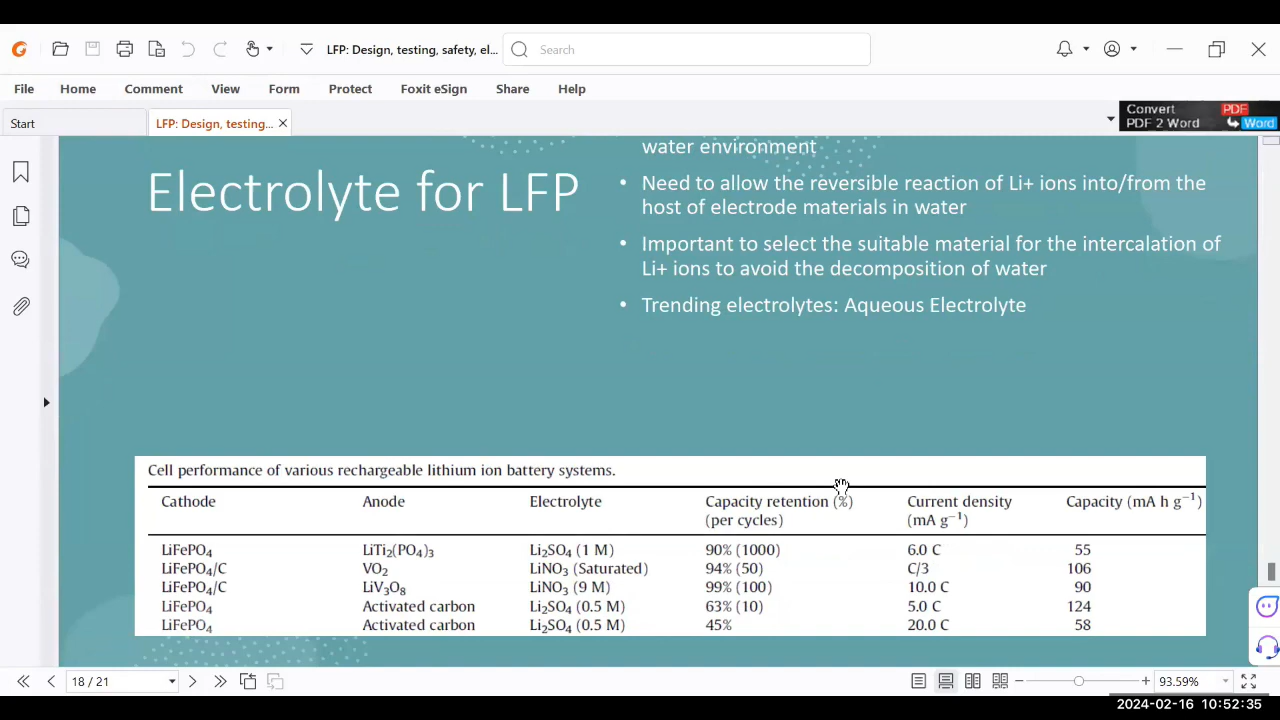 LFP: Design, testing, safety, el...
Search
File Home Comment View Form Protect Foxit eSign Share Help
Start
LFP: Design, testing...
Convert PDF
PDF 2 Word Word
Electrolyte for LFP
water environment
• Need to allow the reversible reaction of Li+ ions into/from the
host of electrode materials in water
• Important to select the suitable material for the intercalation of
Li+ ions to avoid the decomposition of water
• Trending electrolytes: Aqueous Electrolyte
Cell performance of various rechargeable lithium ion battery systems.
Cathode Anode Electrolyte Capacity retention (%) Current density Capacity (mA h g⁻¹)
(per cycles) (mA g⁻¹)
LiFePO₄ LiTi₂(PO₄)₃ Li₂SO₄ (1 M) 90% (1000) 6.0 C 55
LiFePO₄/C VO₂ LiNO₃ (Saturated) 94% (50) C/3 106
LiFePO₄/C LiV₃O₈ LiNO₃ (9 M) 99% (100) 10.0 C 90
LiFePO₄ Activated carbon Li₂SO₄ (0.5 M) 63% (10) 5.0 C 124
LiFePO₄ Activated carbon Li₂SO₄ (0.5 M) 45% 20.0 C 58
18 / 21
93.59%
2024-02-16 10:52:35